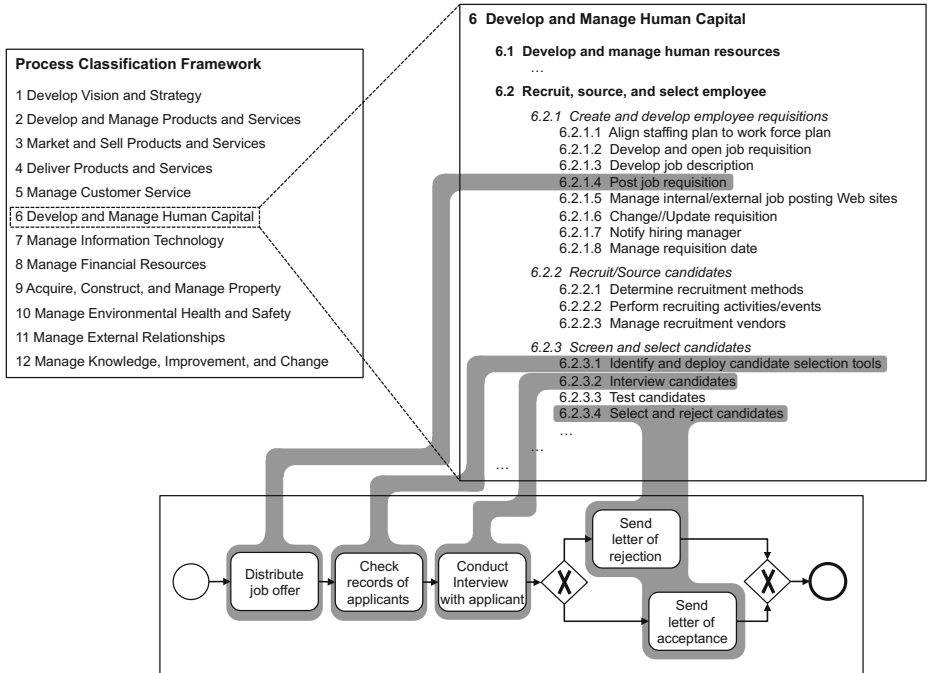 Process Classification Framework
1 Develop Vision and Strategy
2 Develop and Manage Products and Services
3 Market and Sell Products and Services
4 Deliver Products and Services
5 Manage Customer Service
6 Develop and Manage Human Capital
7 Manage Information Technology
8 Manage Financial Resources
9 Acquire, Construct, and Manage Property
10 Manage Environmental Health and Safety
11 Manage External Relationships
12 Manage Knowledge, Improvement, and Change
6 Develop and Manage Human Capital
6.1 Develop and manage human resources
…
6.2 Recruit, source, and select employee
6.2.1 Create and develop employee requisitions
6.2.1.1 Align staffing plan to work force plan
6.2.1.2 Develop and open job requisition
6.2.1.3 Develop job description
6.2.1.4 Post job requisition
6.2.1.5 Manage internal/external job posting Web sites
6.2.1.6 Change//Update requisition
6.2.1.7 Notify hiring manager
6.2.1.8 Manage requisition date
6.2.2 Recruit/Source candidates
6.2.2.1 Determine recruitment methods
6.2.2.2 Perform recruiting activities/events
6.2.2.3 Manage recruitment vendors
6.2.3 Screen and select candidates
6.2.3.1 Identify and deploy candidate selection tools
6.2.3.2 Interview candidates
6.2.3.3 Test candidates
6.2.3.4 Select and reject candidates
…
…
…
Distribute
job offer
Check
records of
applicants
Conduct
Interview
with applicant
X
Send
letter of
rejection
Send
letter of
acceptance
X